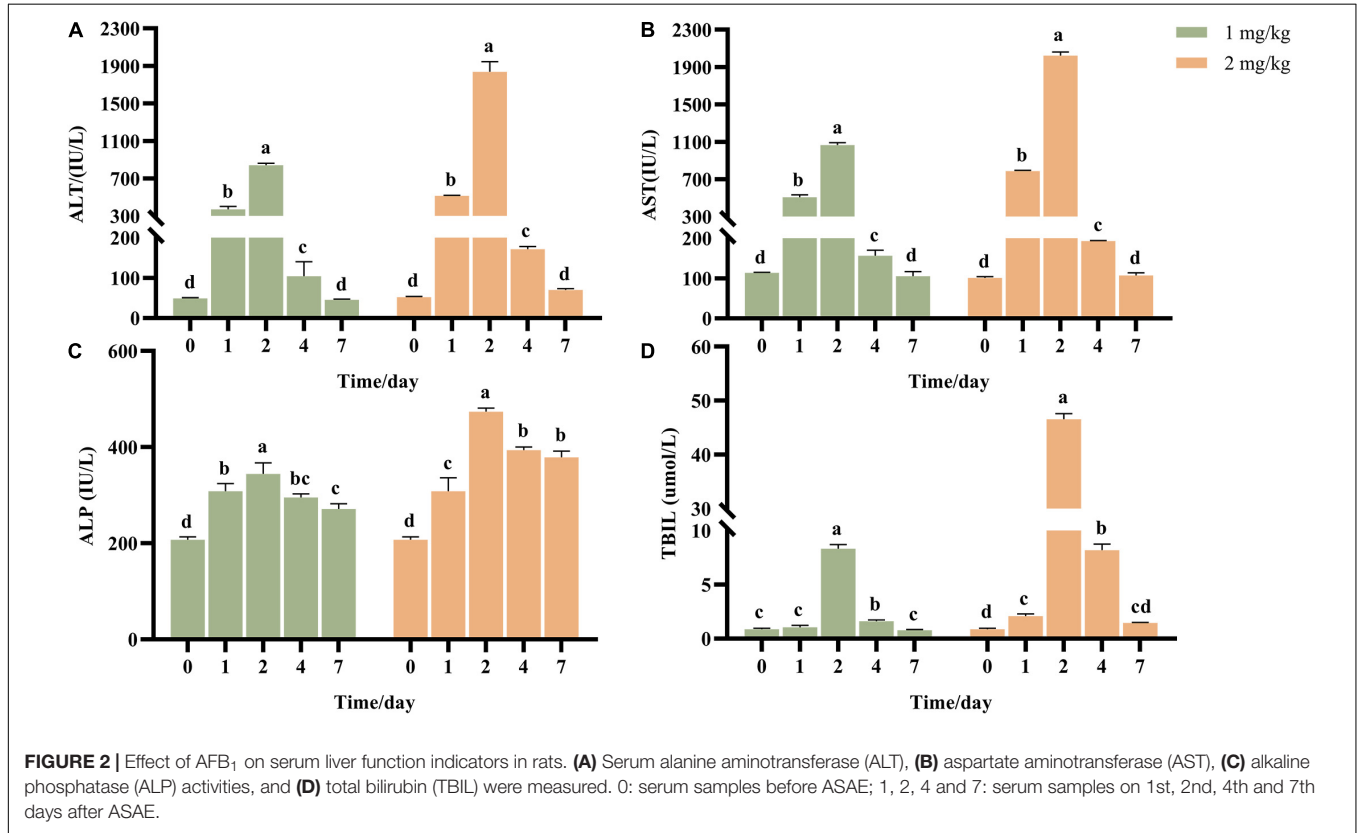 A
2300
1900
1500
1100
700
300
200
100
0
ALT/(IU/L)
d b a c d d b a c d
0 1 2 4 7 0 1 2 4 7
Time/day
B
2300
1900
1500
1100
700
300
200
100
0
AST(IU/L)
d b a c d d b a c d
0 1 2 4 7 0 1 2 4 7
Time/day
1 mg/kg
2 mg/kg
C
600
400
200
0
ALP (IU/L)
d b a bc c d c a b b
0 1 2 4 7 0 1 2 4 7
Time/day
D
60
50
40
30
10
5
0
TBIL (umol/L)
c c a b c d c a b cd
0 1 2 4 7 0 1 2 4 7
Time/day
FIGURE 2 | Effect of AFB₁ on serum liver function indicators in rats. (A) Serum alanine aminotransferase (ALT), (B) aspartate aminotransferase (AST), (C) alkaline
phosphatase (ALP) activities, and (D) total bilirubin (TBIL) were measured. 0: serum samples before ASAE; 1, 2, 4 and 7: serum samples on 1st, 2nd, 4th and 7th
days after ASAE.